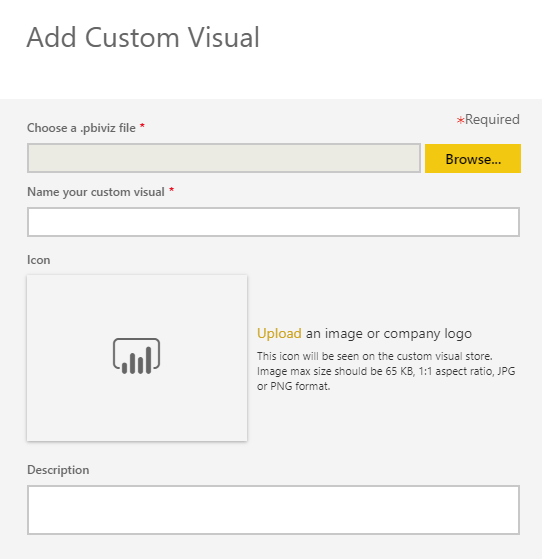 Add Custom Visual
*Required
Choose a .pbiviz file *
Browse...
Name your custom visual *
Icon
Upload an image or company logo
This icon will be seen on the custom visual store.
Image max size should be 65 KB, 1:1 aspect ratio, JPG
or PNG format.
Description